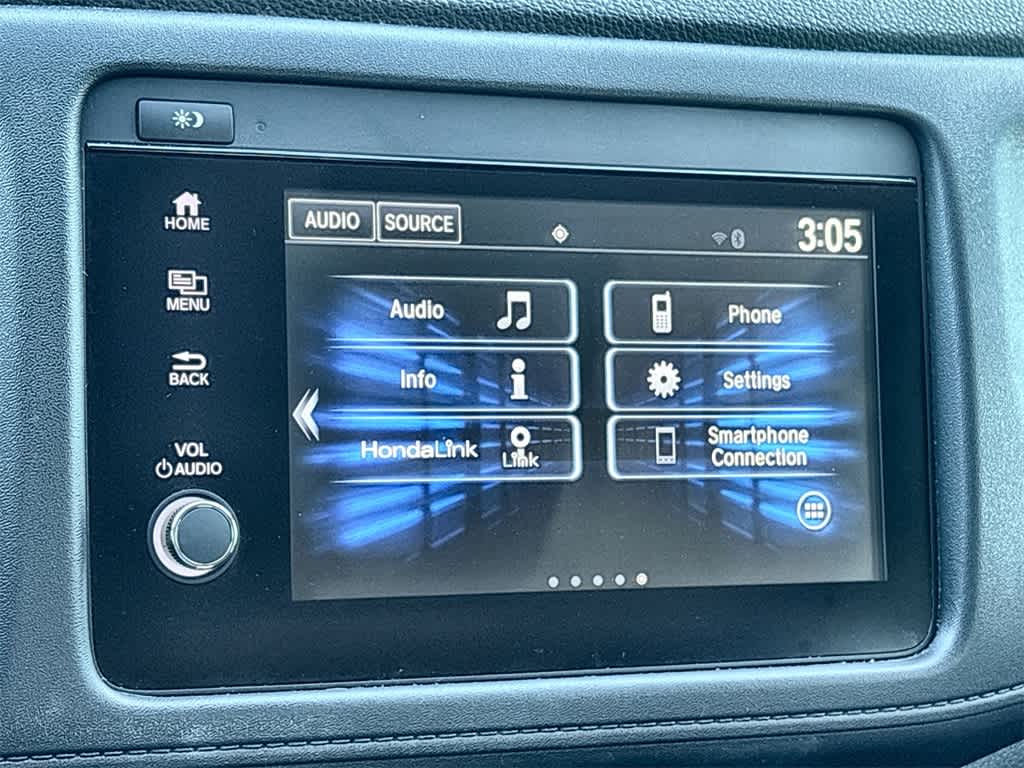 HOME
MENU
BACK
VOL
AUDIO
AUDIO SOURCE
3:05
Audio
Phone
Info
Settings
HondaLink
Link
Smartphone
Connection